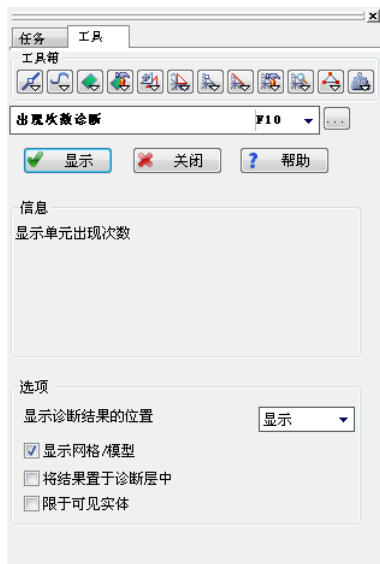 任务 工具
工具箱
出现次数诊断 F10 ...
显示 关闭 ? 帮助
信息
显示单元出现次数
选项
显示诊断结果的位置 显示
显示网格/模型
将结果置于诊断层中
限于可见实体